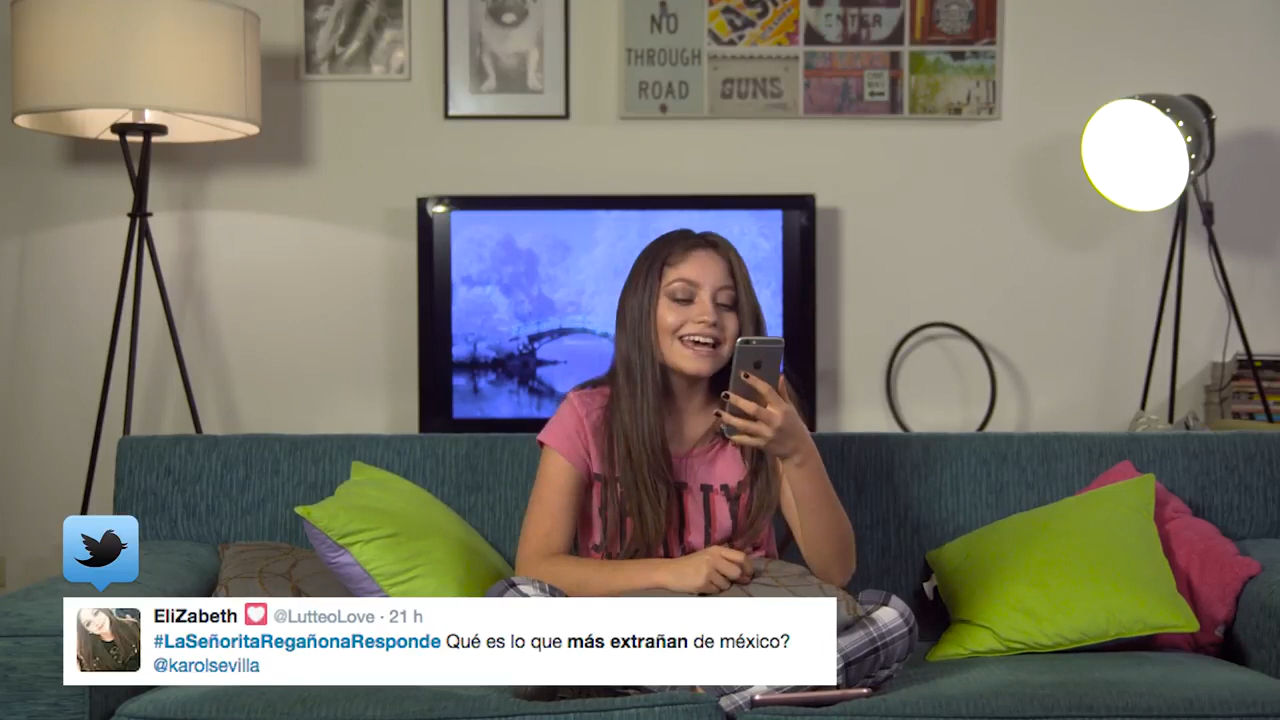 NO
THROUGH
ROAD
ENTER
GUNS
EliZabeth @LutteoLove · 21 h
#LaSeñoritaRegañonaResponde Qué es lo que más extrañan de méxico?
@karolsevilla